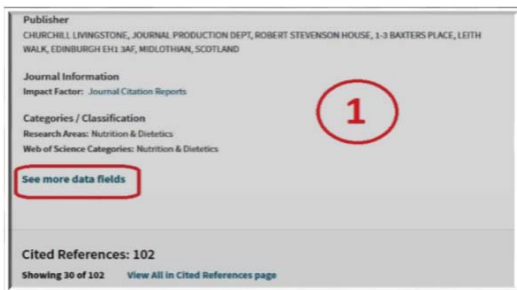 Publisher
CHURCHILL LIVINGSTONE, JOURNAL PRODUCTION DEPT, ROBERT STEVENSON HOUSE, 1-3 BAXTERS PLACE, LEITH
WALK, EDINBURGH EH1 3AF, MIDLOTHIAN, SCOTLAND
Journal Information
Impact Factor: Journal Citation Reports
1
Categories / Classification
Research Areas: Nutrition & Dietetics
Web of Science Categories: Nutrition & Dietetics
See more data fields
Cited References: 102
Showing 30 of 102 View All in Cited References page